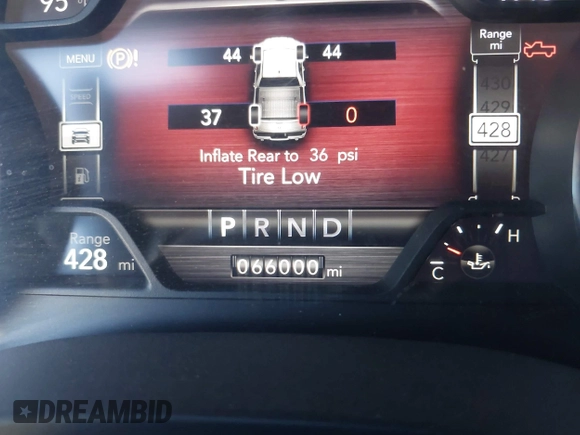 95 °F
MENU
44 44
Range
mi
430
SPEED
37 0
429
428
427
Inflate Rear to 36 psi
Tire Low
P R N D
Range
428 mi
066000 mi
C H
DREAMBID